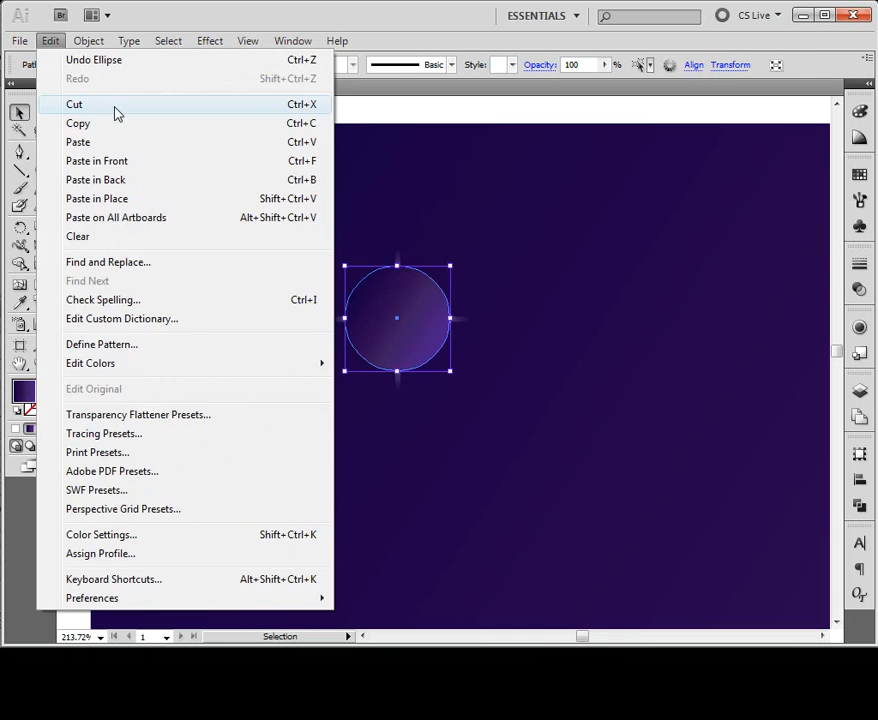 Ai Br ESSENTIALS CS Live
File Edit Object Type Select Effect View Window Help
Basic Style: Opacity: 100 % Align Transform
Undo Ellipse Ctrl+Z
Redo Shift+Ctrl+Z
Cut Ctrl+X
Copy Ctrl+C
Paste Ctrl+V
Paste in Front Ctrl+F
Paste in Back Ctrl+B
Paste in Place Shift+Ctrl+V
Paste on All Artboards Alt+Shift+Ctrl+V
Clear
Find and Replace...
Find Next
Check Spelling... Ctrl+I
Edit Custom Dictionary...
Define Pattern...
Edit Colors
Edit Original
Transparency Flattener Presets...
Tracing Presets...
Print Presets...
Adobe PDF Presets...
SWF Presets...
Perspective Grid Presets...
Color Settings... Shift+Ctrl+K
Assign Profile...
Keyboard Shortcuts... Alt+Shift+Ctrl+K
Preferences
213.72% 1 Selection